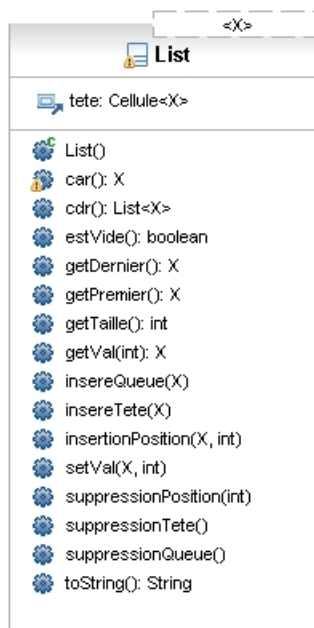 <X>
List
tete: Cellule<X>
List()
car(): X
cdr(): List<X>
estVide(): boolean
getDernier(): X
getPremier(): X
getTaille(): int
getVal(int): X
insereQueue(X)
insereTete(X)
insertionPosition(X, int)
setVal(X, int)
suppressionPosition(int)
suppressionTete()
suppressionQueue()
toString(): String